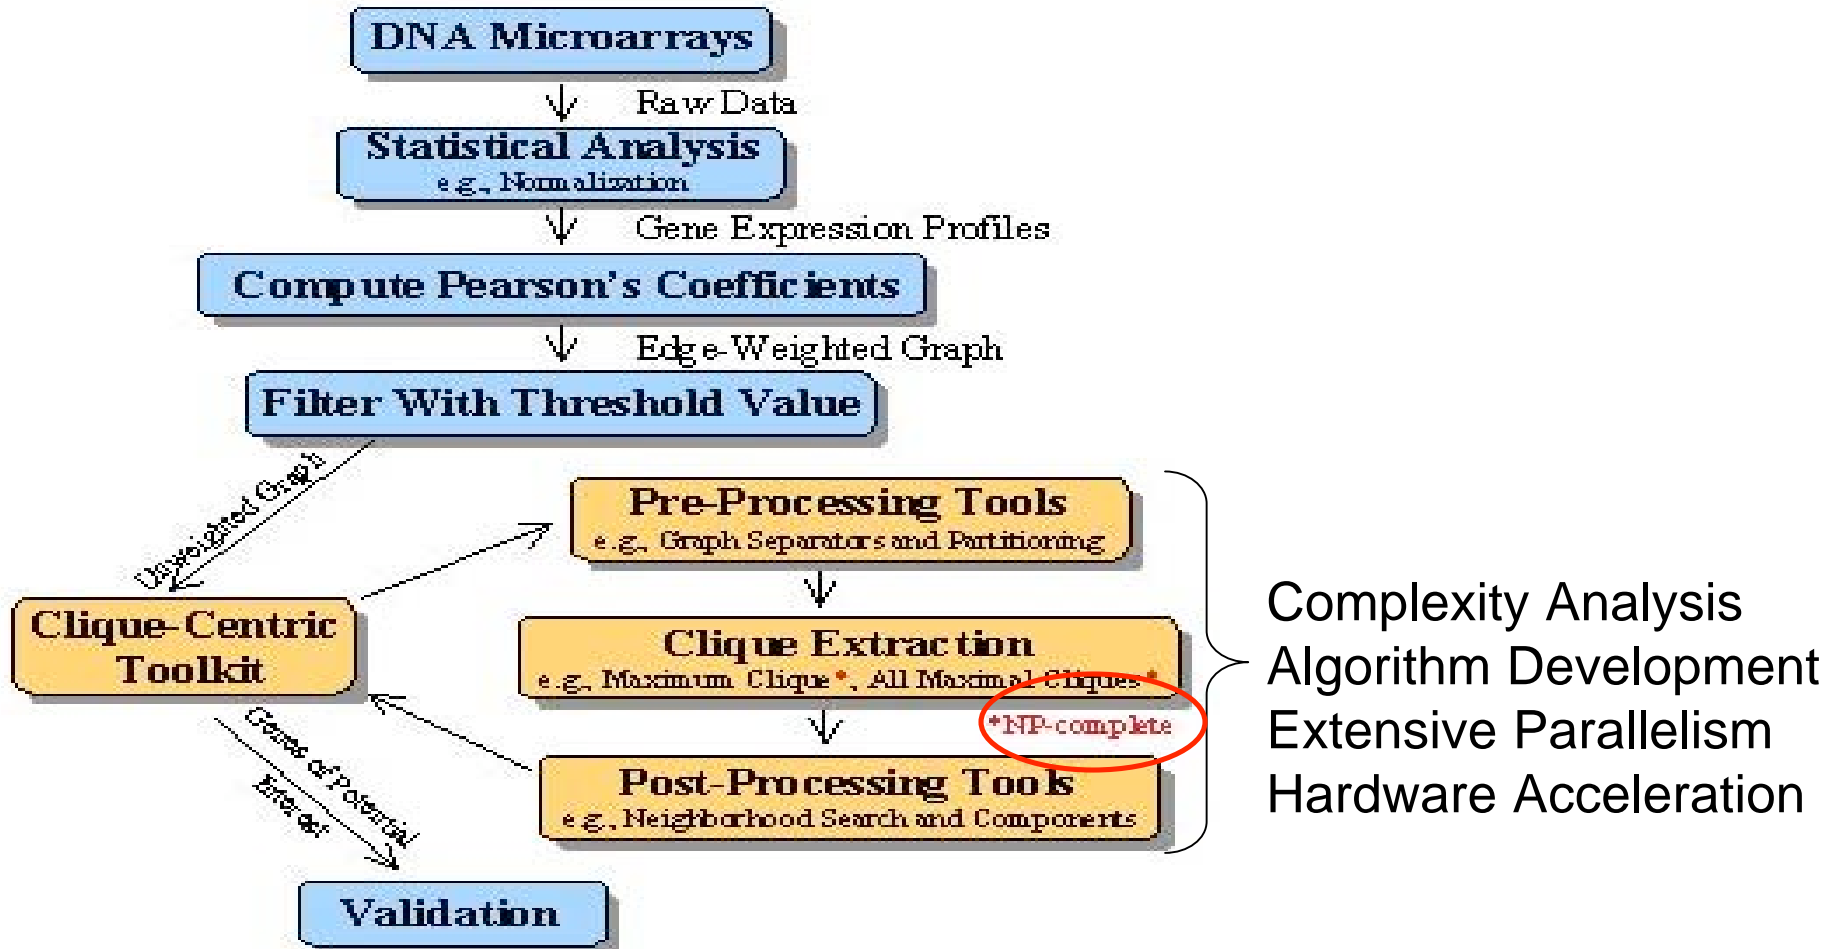 DNA Microarrays
Raw Data
Statistical Analysis
e.g., Normalization
Gene Expression Profiles
Compute Pearson's Coefficients
Edge-Weighted Graph
Filter With Threshold Value
Unweighted Graph
Pre-Processing Tools
e.g., Graph Separators and Partitioning
Clique-Centric
Toolkit
Clique Extraction
e.g., Maximum Clique*, All Maximal Cliques*
*NP-complete
Post-Processing Tools
e.g., Neighborhood Search and Components
Genes of Potential
Interest
Validation
Complexity Analysis
Algorithm Development
Extensive Parallelism
Hardware Acceleration